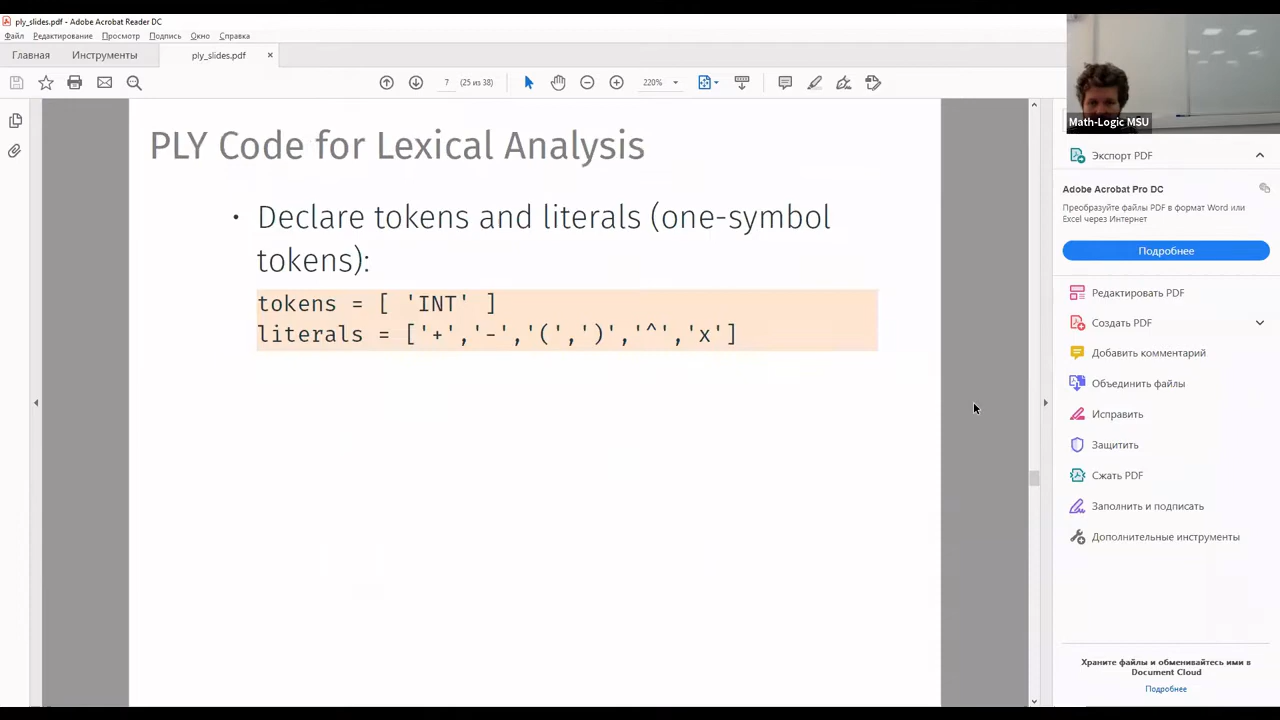 ply_slides.pdf - Adobe Acrobat Reader DC
Файл Редактирование Просмотр Подпись Окно Справка
Главная Инструменты ply_slides.pdf ×
7 (25 из 38) 220%
Math-Logic MSU
PLY Code for Lexical Analysis
• Declare tokens and literals (one-symbol
tokens):
tokens = [ 'INT' ]
literals = ['+','-','(',')','^','x']
Экспорт PDF
Adobe Acrobat Pro DC
Преобразуйте файлы PDF в формат Word или
Excel через Интернет
Подробнее
Редактировать PDF
Создать PDF
Добавить комментарий
Объединить файлы
Исправить
Защитить
Сжать PDF
Заполнить и подписать
Дополнительные инструменты
Храните файлы и обменивайтесь ими в
Document Cloud
Подробнее